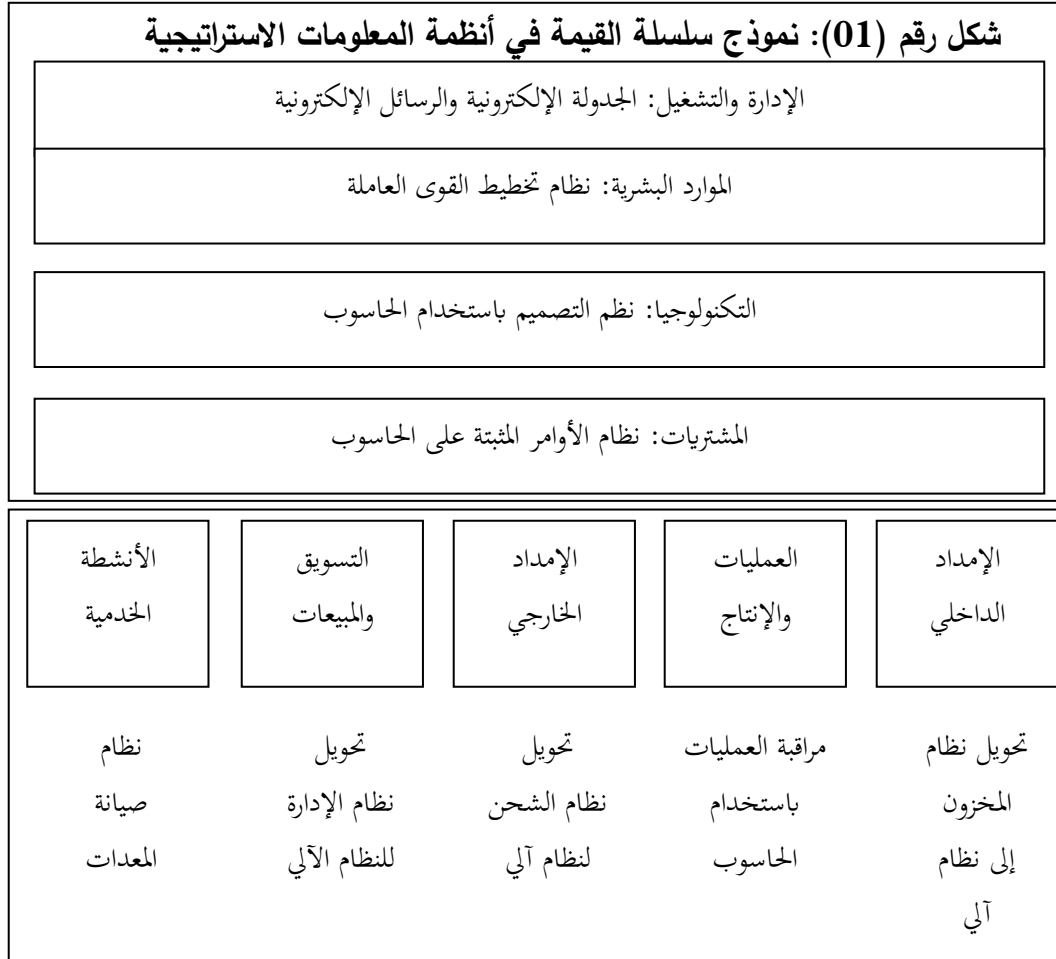 شكل رقم (01): نموذج سلسلة القيمة في أنظمة المعلومات الاستراتيجية
الإدارة والتشغيل: الجدولة الإلكترونية والرسائل الإلكترونية
الموارد البشرية: نظام تخطيط القوى العاملة
التكنولوجيا: نظم التصميم باستخدام الحاسوب
المشتريات: نظام الأوامر المثبتة على الحاسوب
الإمداد
الداخلي
العمليات
والإنتاج
الإمداد
الخارجي
التسويق
والمبيعات
الأنشطة
الخدمية
تحويل نظام
المخزون
إلى نظام
آلي
مراقبة العمليات
باستخدام
الحاسوب
تحويل
نظام الشحن
لنظام آلي
تحويل
نظام الإدارة
للنظام الآلي
نظام
صيانة
المعدات